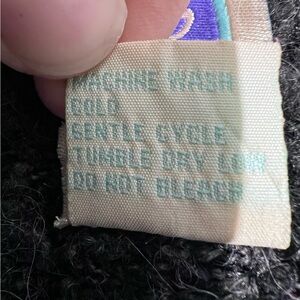 MACHINE WASH
COLD
GENTLE CYCLE
TUMBLE DRY LOW
DO NOT BLEACH